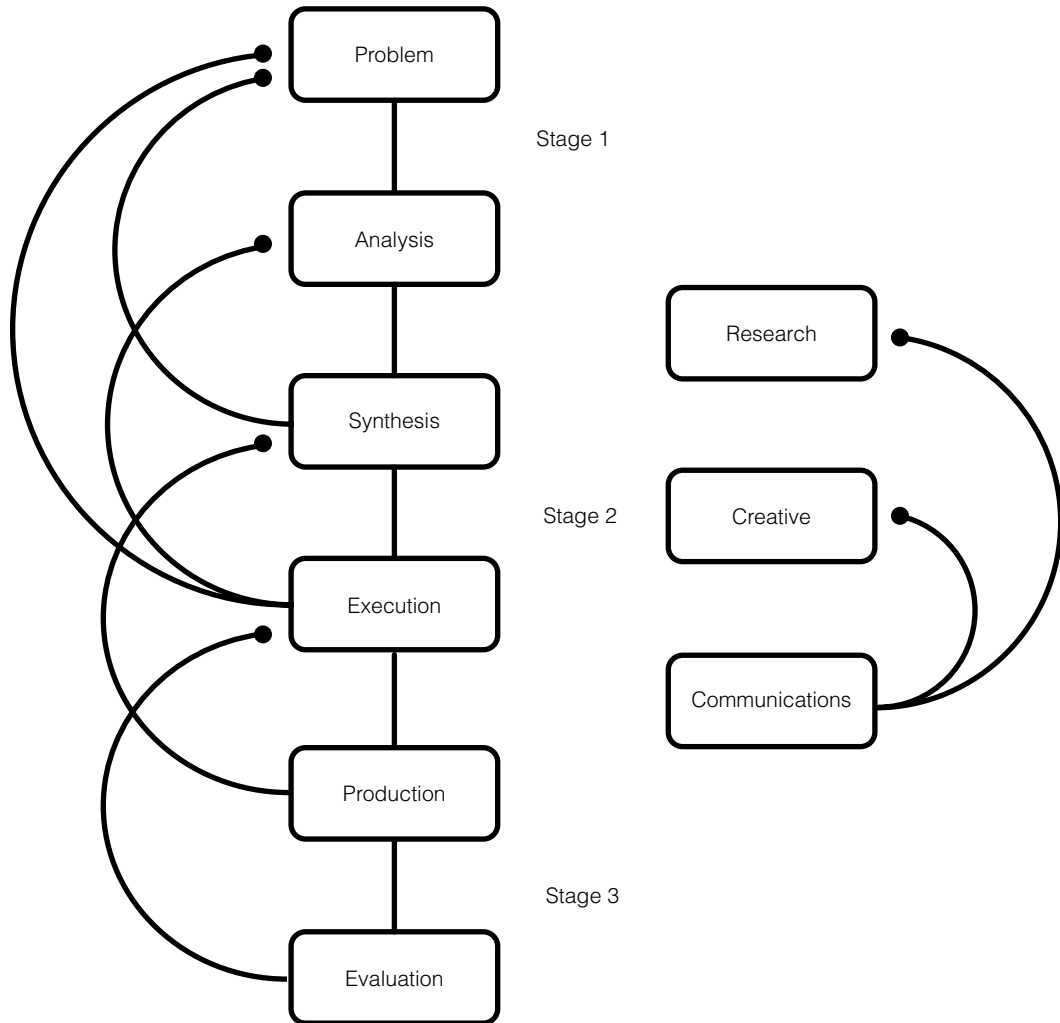 Problem
Stage 1
Analysis
Research
Synthesis
Stage 2
Creative
Execution
Communications
Production
Stage 3
Evaluation